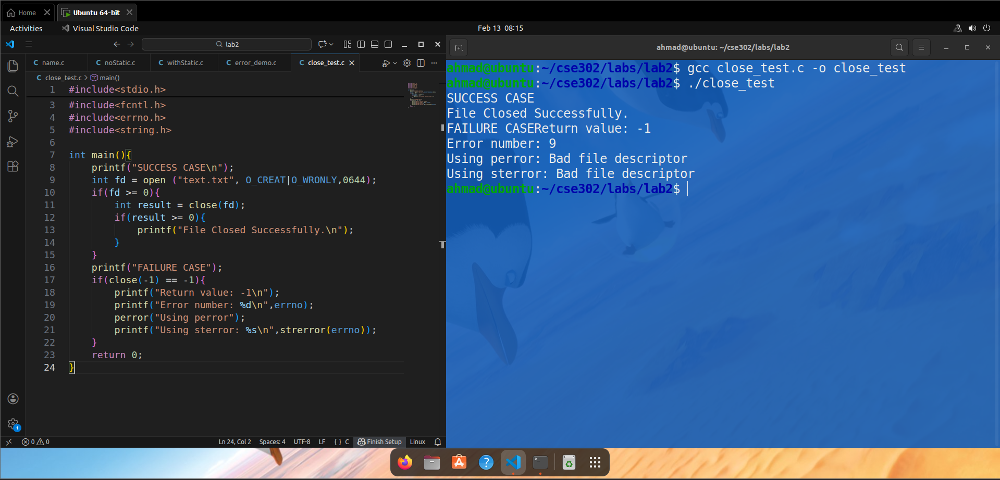 Home
Ubuntu 64-bit
Activities
Visual Studio Code
Feb 13 08:15
lab2
name.c
noStatic.c
withStatic.c
error_demo.c
close_test.c
close_test.c > main()
1 #include<stdio.h>
3 #include<fcntl.h>
4 #include<errno.h>
5 #include<string.h>
6
7 int main(){
8 printf("SUCCESS CASE\n");
9 int fd = open ("text.txt", O_CREAT|O_WRONLY,0644);
10 if(fd >= 0){
11 int result = close(fd);
12 if(result >= 0){
13 printf("File Closed Successfully.\n");
14 }
15 }
16 printf("FAILURE CASE");
17 if(close(-1) == -1){
18 printf("Return value: -1\n");
19 printf("Error number: %d\n",errno);
20 perror("Using perror");
21 printf("Using sterror: %s\n",strerror(errno));
22 }
23 return 0;
24 }
1
0 0
Ln 24, Col 2
Spaces: 4
UTF-8
LF
{ } C
Finish Setup
Linux
ahmad@ubuntu: ~/cse302/labs/lab2
ahmad@ubuntu:~/cse302/labs/lab2$ gcc close_test.c -o close_test
ahmad@ubuntu:~/cse302/labs/lab2$ ./close_test
SUCCESS CASE
File Closed Successfully.
FAILURE CASEReturn value: -1
Error number: 9
Using perror: Bad file descriptor
Using sterror: Bad file descriptor
ahmad@ubuntu:~/cse302/labs/lab2$